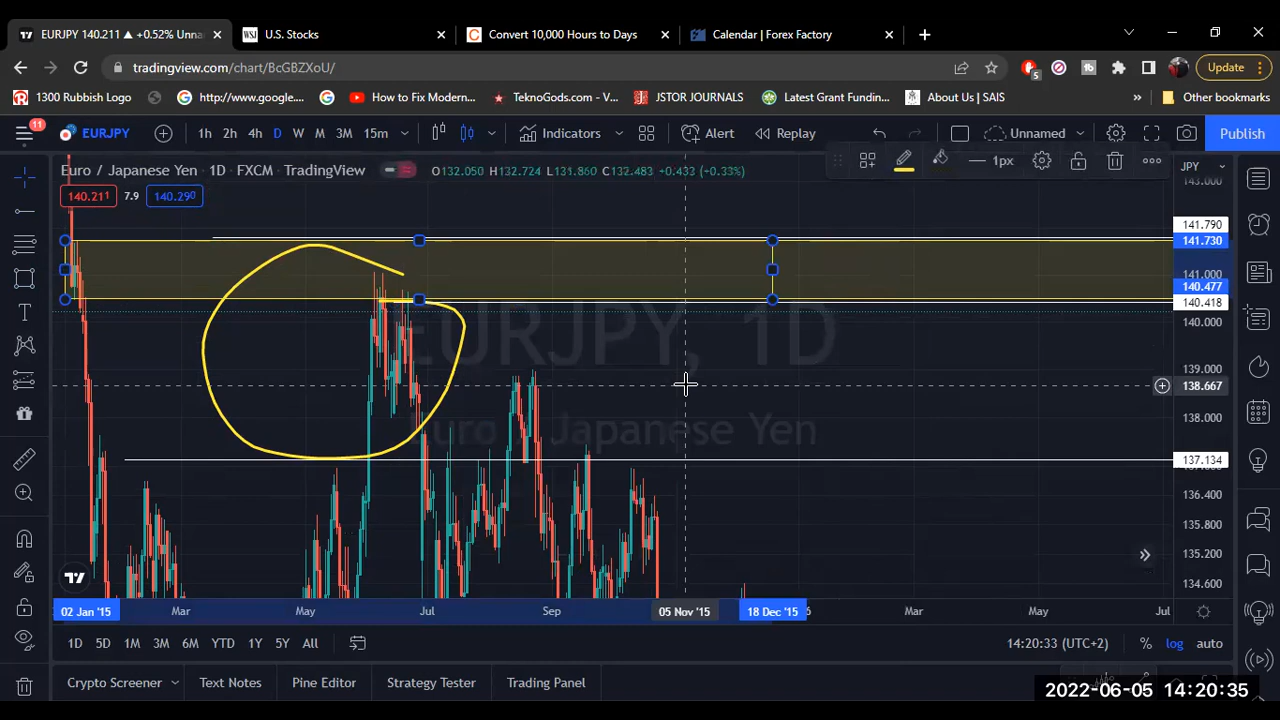 EURJPY 140.211 ▲ +0.52% Unna
WSJ U.S. Stocks
C Convert 10,000 Hours to Days
Calendar | Forex Factory
tradingview.com/chart/BcGBZXoU/
5
Update
1300 Rubbish Logo
http://www.google....
How to Fix Modern...
TeknoGods.com - V...
JSTOR JOURNALS
Latest Grant Fundin...
About Us | SAIS
»
Other bookmarks
11
EURJPY
1h 2h 4h D W M 3M 15m
Indicators
Alert
Replay
Unnamed
Publish
Euro / Japanese Yen · 1D · FXCM · TradingView
O132.050 H132.724 L131.860 C132.483 +0.433 (+0.33%)
1px
JPY
140.211 7.9 140.290
143.000
141.790
141.730
141.000
140.477
140.418
140.000
139.000
138.667
138.000
137.134
136.400
135.800
135.200
134.600
EURJPY, 1D
Euro / Japanese Yen
02 Jan '15 Mar May Jul Sep 05 Nov '15 18 Dec '15 6 Mar May Jul
1D 5D 1M 3M 6M YTD 1Y 5Y All
14:20:33 (UTC+2) % log auto
Crypto Screener Text Notes Pine Editor Strategy Tester Trading Panel
2022-06-05 14:20:35